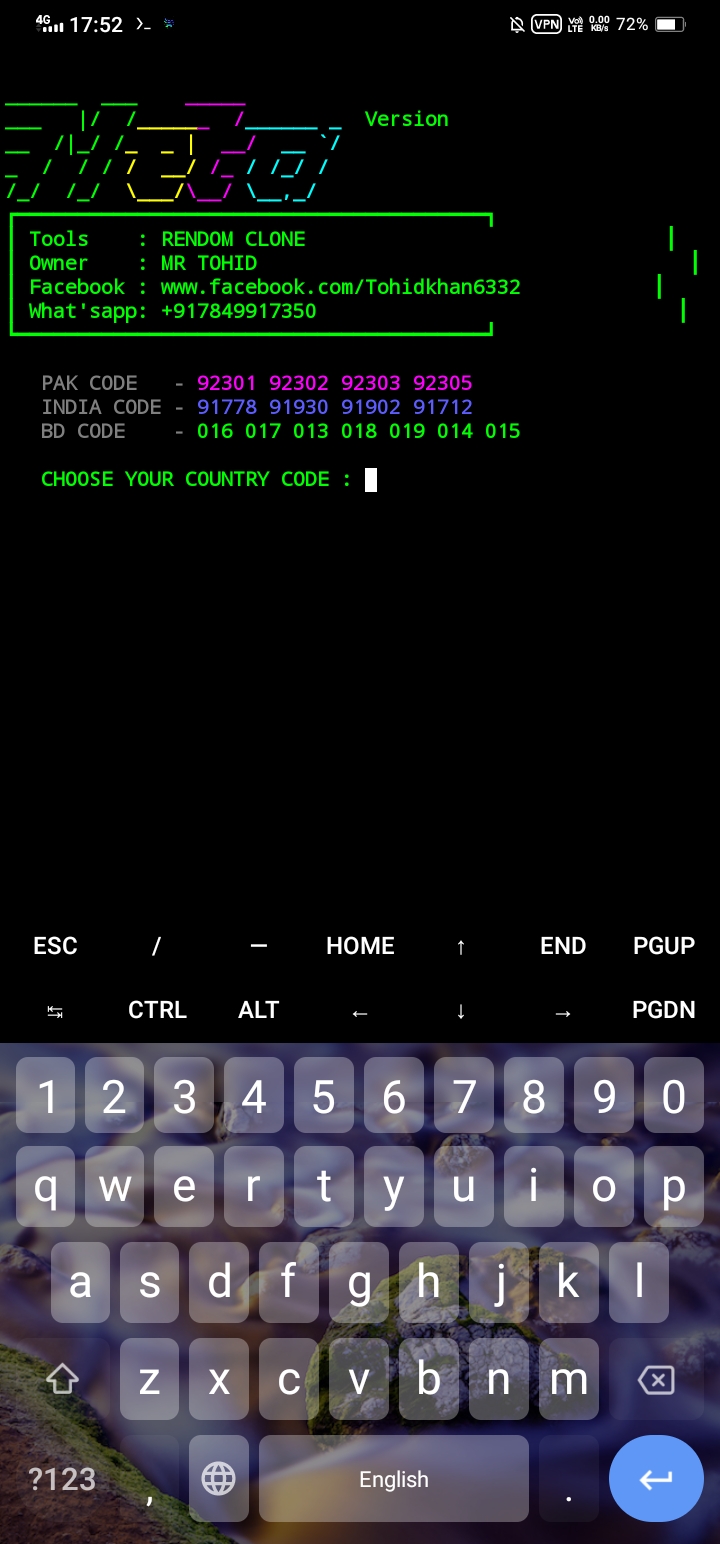 4G 17:52 VPN Vo) LTE 0.00 KB/s 72%
Version
Tools : RENDOM CLONE
Owner : MR TOHID
Facebook : www.facebook.com/Tohidkhan6332
What'sapp: +917849917350
PAK CODE - 92301 92302 92303 92305
INDIA CODE - 91778 91930 91902 91712
BD CODE - 016 017 013 018 019 014 015
CHOOSE YOUR COUNTRY CODE :
ESC / — HOME ↑ END PGUP
↹ CTRL ALT ← ↓ → PGDN
1 2 3 4 5 6 7 8 9 0
q w e r t y u i o p
a s d f g h j k l
z x c v b n m
?123 , English .